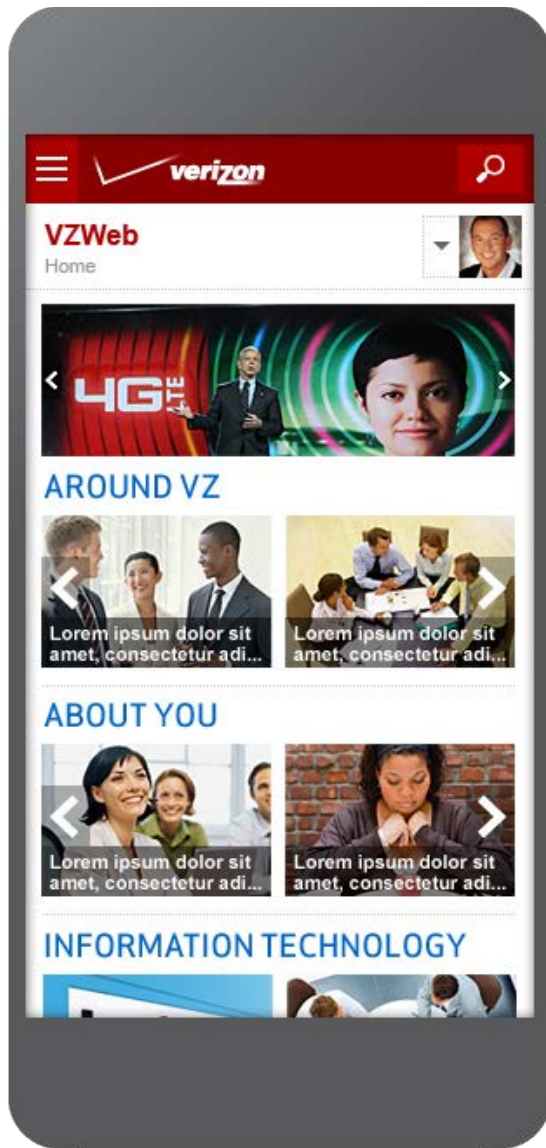 verizon
VZWeb
Home
4G LTE
AROUND VZ
Lorem ipsum dolor sit
amet, consectetur adi...
Lorem ipsum dolor sit
amet, consectetur adi...
ABOUT YOU
Lorem ipsum dolor sit
amet, consectetur adi...
Lorem ipsum dolor sit
amet, consectetur adi...
INFORMATION TECHNOLOGY